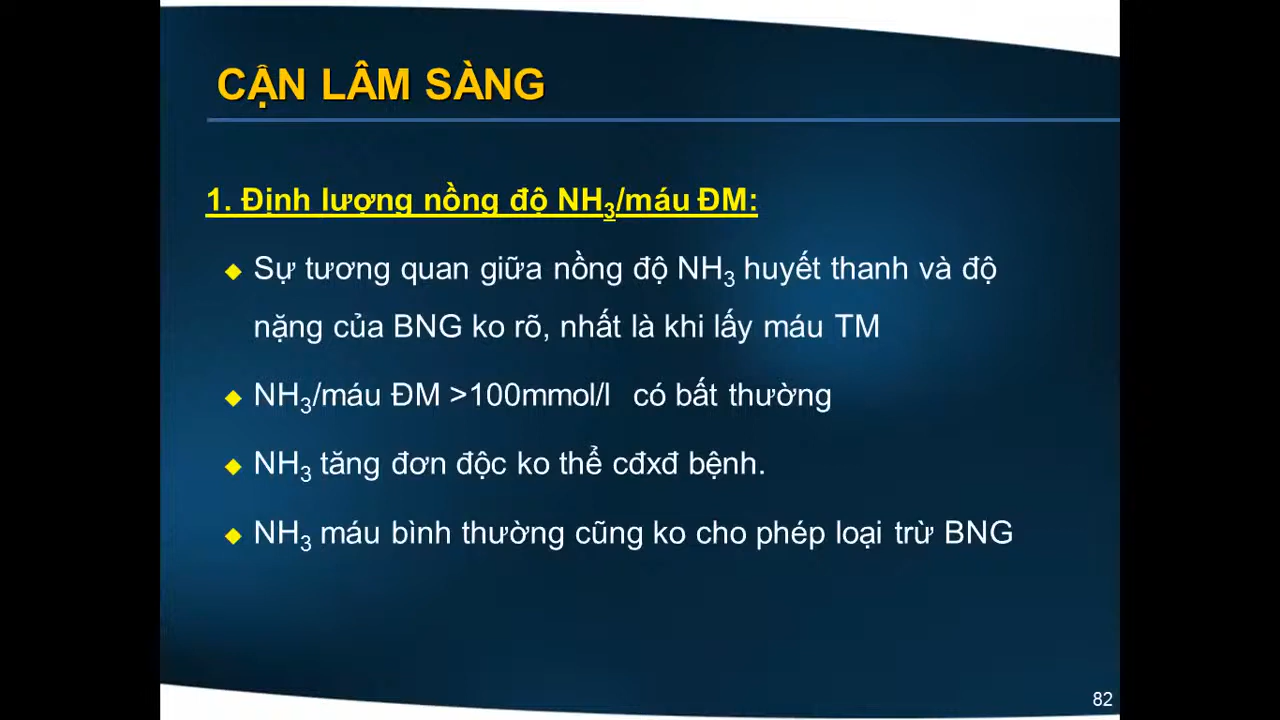 CẬN LÂM SÀNG
1. Định lượng nồng độ NH₃/máu ĐM:
Sự tương quan giữa nồng độ NH₃ huyết thanh và độ
nặng của BNG ko rõ, nhất là khi lấy máu TM
NH₃/máu ĐM >100mmol/l có bất thường
NH₃ tăng đơn độc ko thể cđxđ bệnh.
NH₃ máu bình thường cũng ko cho phép loại trừ BNG
82